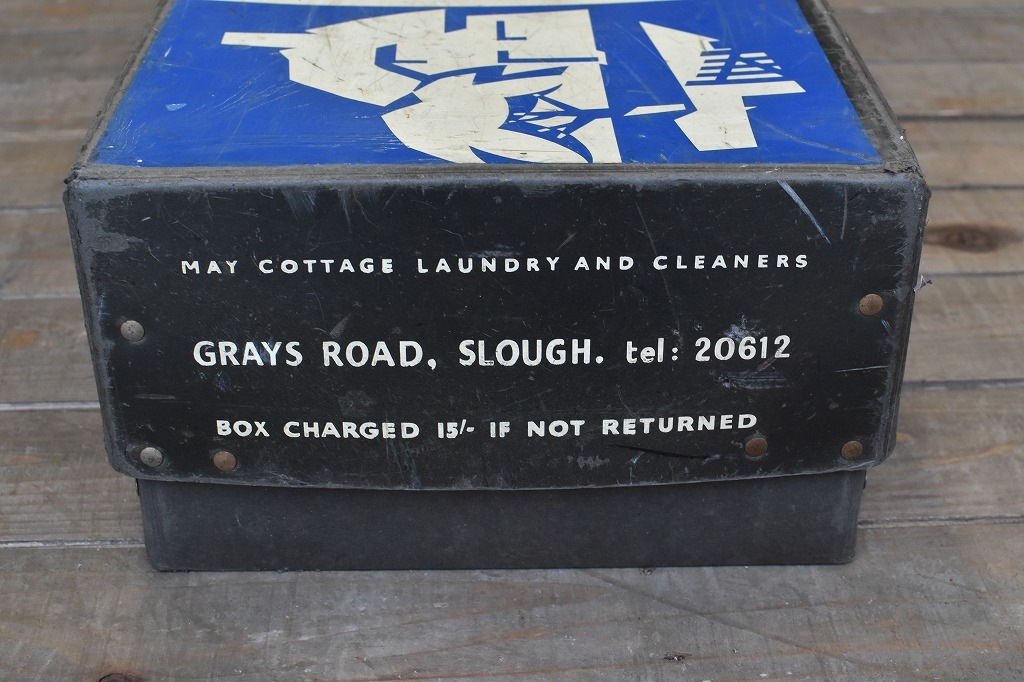 MAY COTTAGE LAUNDRY AND CLEANERS
GRAYS ROAD, SLOUGH. tel: 20612
BOX CHARGED 15/- IF NOT RETURNED